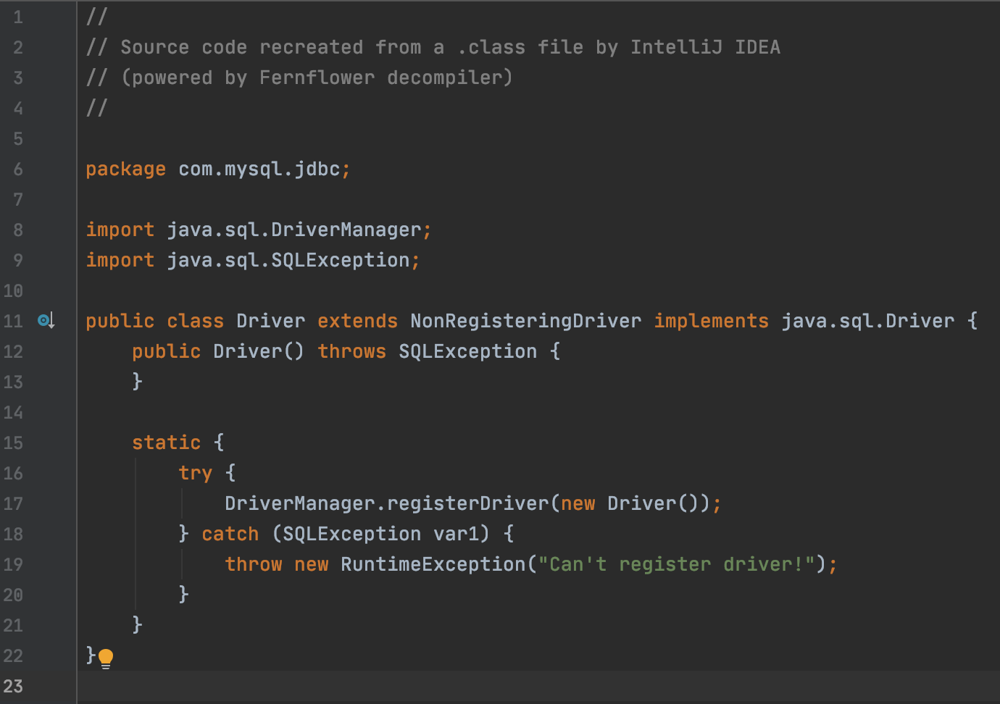 1 //
2 // Source code recreated from a .class file by IntelliJ IDEA
3 // (powered by Fernflower decompiler)
4 //
5
6 package com.mysql.jdbc;
7
8 import java.sql.DriverManager;
9 import java.sql.SQLException;
10
11 public class Driver extends NonRegisteringDriver implements java.sql.Driver {
12     public Driver() throws SQLException {
13     }
14
15     static {
16         try {
17             DriverManager.registerDriver(new Driver());
18         } catch (SQLException var1) {
19             throw new RuntimeException("Can't register driver!");
20         }
21     }
22 }
23